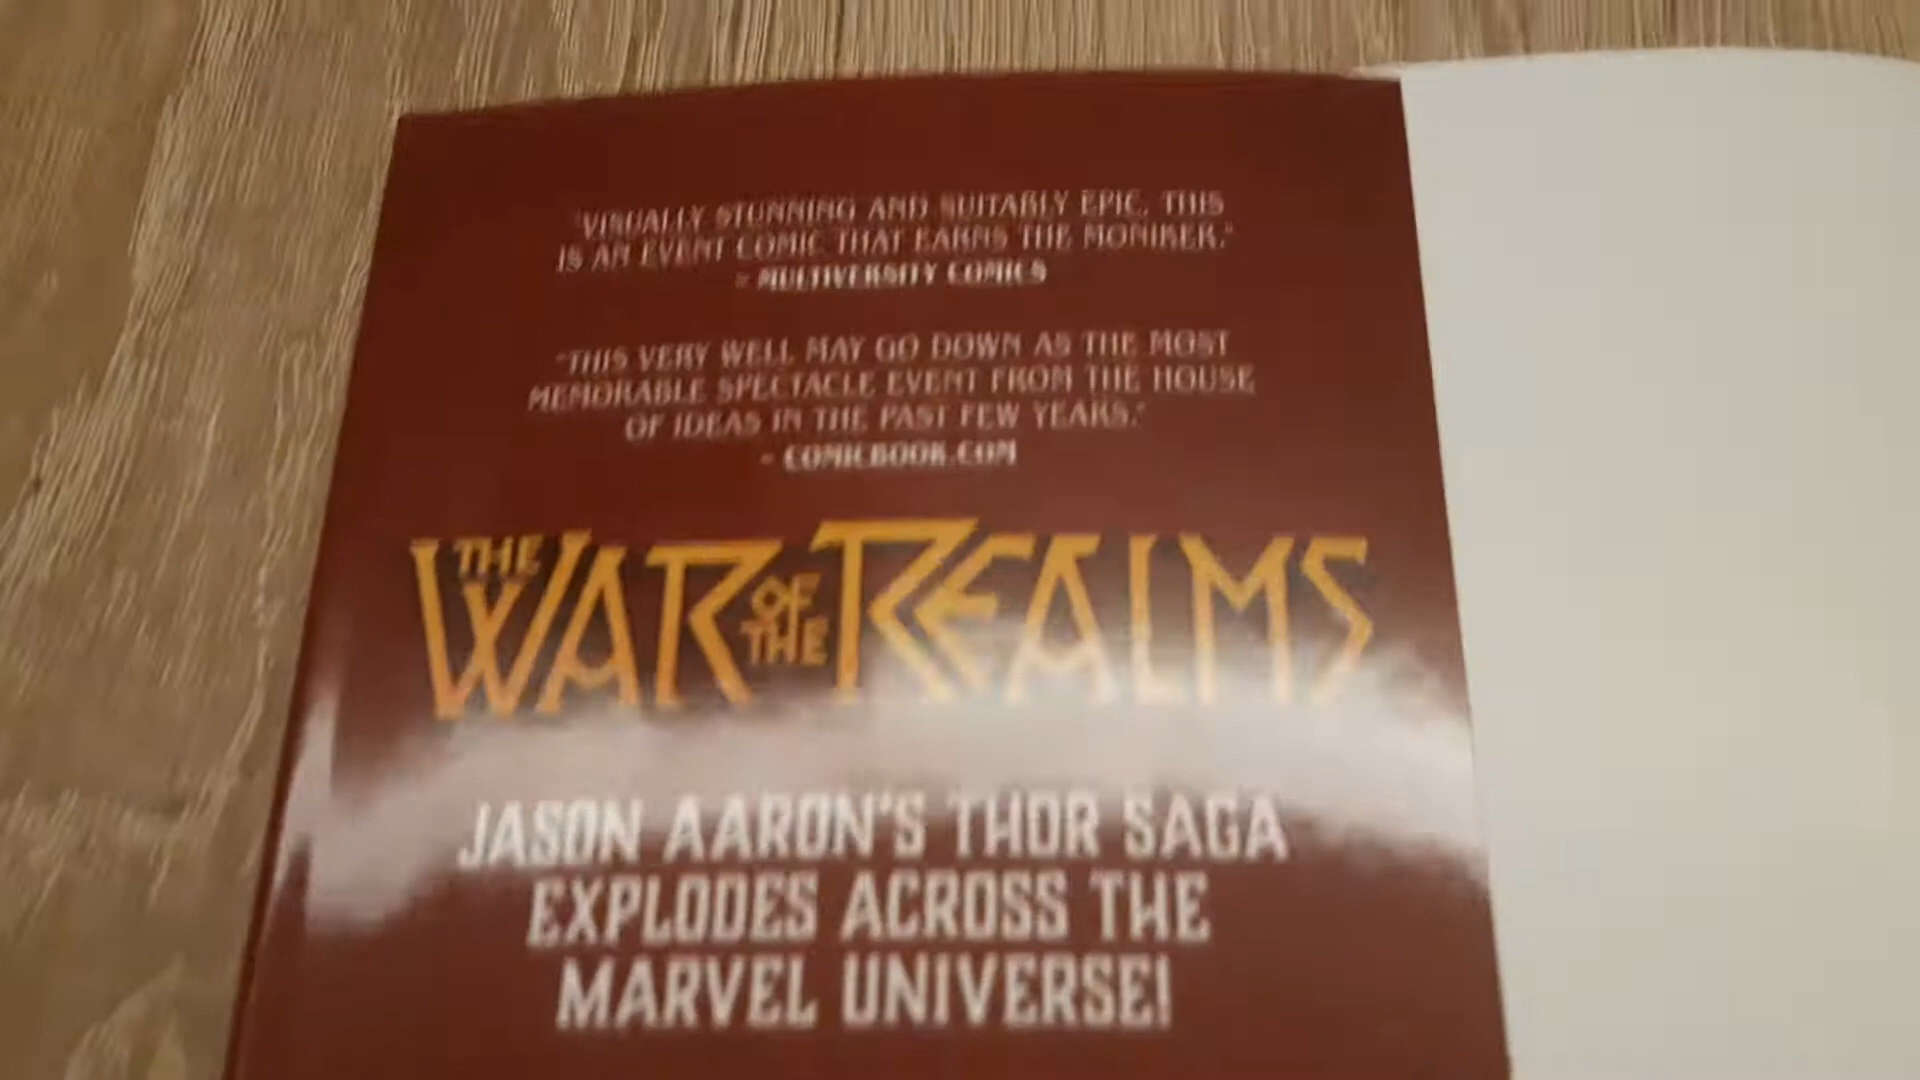 "VISUALLY STUNNING AND SUITABLY EPIC, THIS
IS AN EVENT COMIC THAT EARNS THE MONIKER."
- MULTIVERSITY COMICS
"THIS VERY WELL MAY GO DOWN AS THE MOST
MEMORABLE SPECTACLE EVENT FROM THE HOUSE
OF IDEAS IN THE PAST FEW YEARS."
- COMICBOOK.COM
THE WAR OF THE REALMS
JASON AARON'S THOR SAGA
EXPLODES ACROSS THE
MARVEL UNIVERSE!